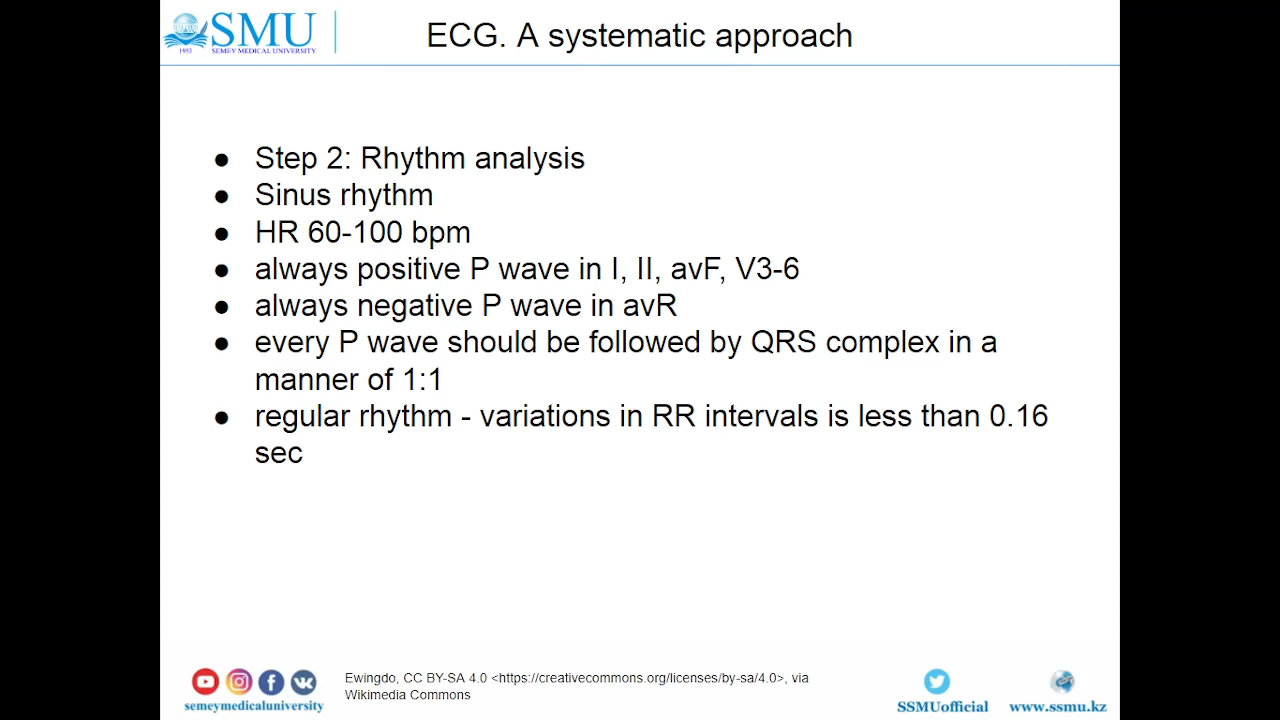 SMU
SEMEY MEDICAL UNIVERSITY
1953
ECG. A systematic approach
● Step 2: Rhythm analysis
● Sinus rhythm
● HR 60-100 bpm
● always positive P wave in I, II, avF, V3-6
● always negative P wave in avR
● every P wave should be followed by QRS complex in a
manner of 1:1
● regular rhythm - variations in RR intervals is less than 0.16
sec
semeymedicaluniversity
Ewingdo, CC BY-SA 4.0 <https://creativecommons.org/licenses/by-sa/4.0>, via
Wikimedia Commons
SSMUofficial
www.ssmu.kz